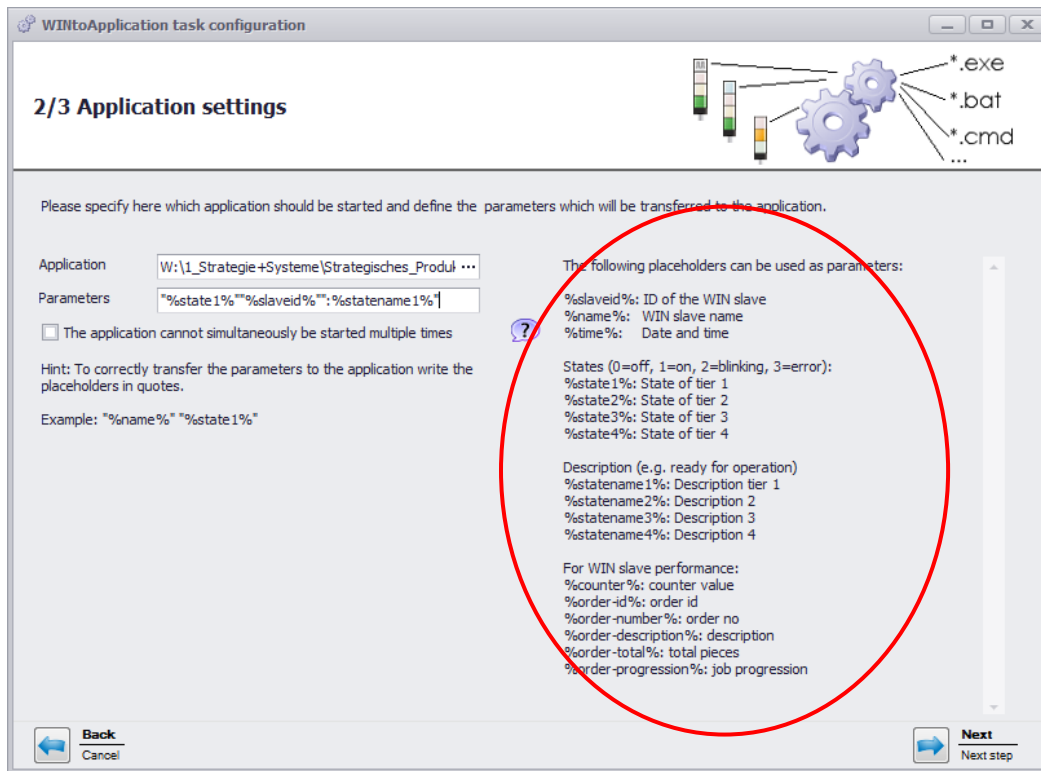 WINtoApplication task configuration
2/3 Application settings
*.exe
*.bat
*.cmd
...
Please specify here which application should be started and define the parameters which will be transferred to the application.
Application
W:\1_Strategie+Systeme\Strategisches_Produk ...
Parameters
"%state1%""%slaveid%"":%statename1%"
The application cannot simultaneously be started multiple times
?
Hint: To correctly transfer the parameters to the application write the
placeholders in quotes.
Example: "%name%" "%state1%"
The following placeholders can be used as parameters:
%slaveid%: ID of the WIN slave
%name%: WIN slave name
%time%: Date and time
States (0=off, 1=on, 2=blinking, 3=error):
%state1%: State of tier 1
%state2%: State of tier 2
%state3%: State of tier 3
%state4%: State of tier 4
Description (e.g. ready for operation)
%statename1%: Description tier 1
%statename2%: Description 2
%statename3%: Description 3
%statename4%: Description 4
For WIN slave performance:
%counter%: counter value
%order-id%: order id
%order-number%: order no
%order-description%: description
%order-total%: total pieces
%order-progression%: job progression
Back
Cancel
Next
Next step